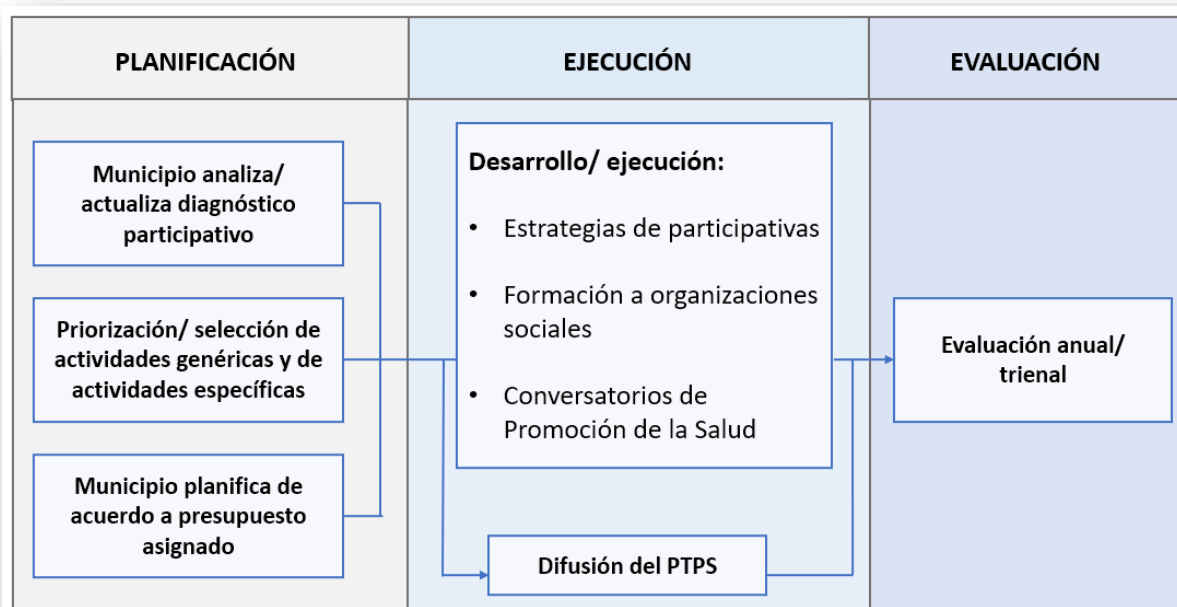 PLANIFICACIÓN
EJECUCIÓN
EVALUACIÓN
Municipio analiza/
actualiza diagnóstico
participativo
Priorización/ selección de
actividades genéricas y de
actividades específicas
Municipio planifica de
acuerdo a presupuesto
asignado
Desarrollo/ ejecución:
• Estrategias de participativas
• Formación a organizaciones
sociales
• Conversatorios de
Promoción de la Salud
Difusión del PTPS
Evaluación anual/
trienal